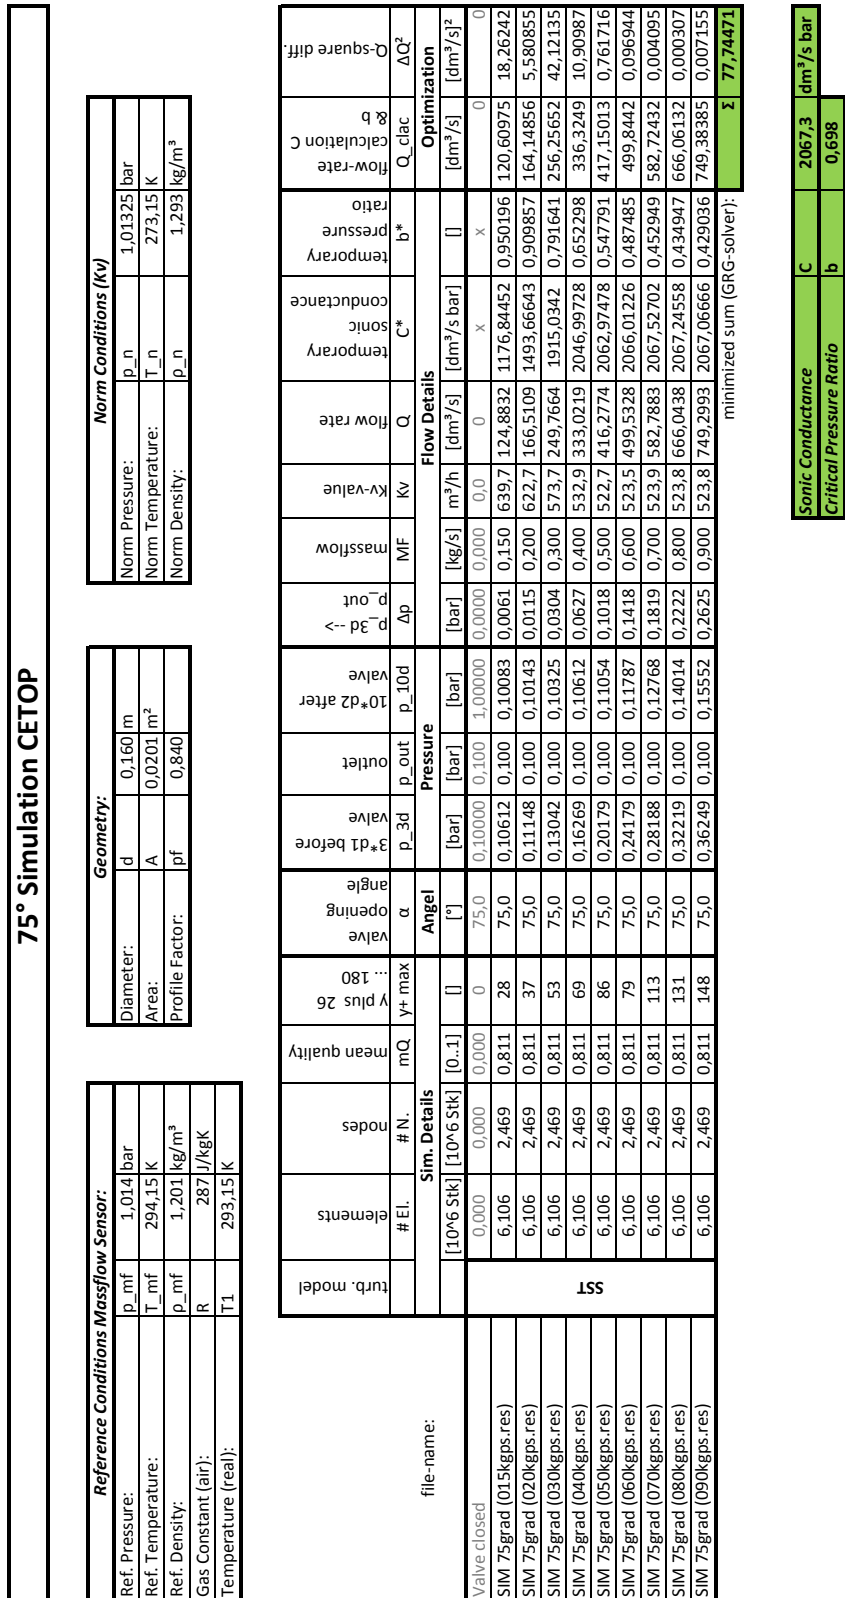 75° Simulation CETOP
Reference Conditions Massflow Sensor:
Ref. Pressure: p_mf 1,014 bar
Ref. Temperature: T_mf 294,15 K
Ref. Density: ρ_mf 1,201 kg/m³
Gas Constant (air): R 287 J/kgK
Temperature (real): T1 293,15 K
Geometry:
Diameter: d 0,160 m
Area: A 0,0201 m²
Profile Factor: pf 0,840
Norm Conditions (Kv)
Norm Pressure: p_n 1,01325 bar
Norm Temperature: T_n 273,15 K
Norm Density: ρ_n 1,293 kg/m³
file-name:
turb. model
elements
nodes
mean quality
y plus 26
... 180
valve
opening
angle
3*d1 before
valve
outlet
10*d2 after
valve
p_3d -->
p_out
massflow
Kv-value
flow rate
temporary
sonic
conductance
temporary
pressure
ratio
flow-rate
calculation C
& b
Q-square diff.
# El. # N. mQ y+ max α p_3d p_out p_10d Δp MF Kv Q C* b* Q_clac ΔQ²
Sim. Details Angel Pressure Flow Details Optimization
[10^6 Stk] [10^6 Stk] [0..1] [] [°] [bar] [bar] [bar] [bar] [kg/s] m³/h [dm³/s] [dm³/s bar] [] [dm³/s] [dm³/s]²
Valve closed 0,000 0,000 0,000 0 75,0 0,10000 0,100 1,00000 0,0000 0,000 0,0 0 x x 0 0
SIM 75grad (015kgps.res) 6,106 2,469 0,811 28 75,0 0,10612 0,100 0,10083 0,0061 0,150 639,7 124,8832 1176,84452 0,950196 120,60975 18,26242
SIM 75grad (020kgps.res) 6,106 2,469 0,811 37 75,0 0,11148 0,100 0,10143 0,0115 0,200 622,7 166,5109 1493,66643 0,909857 164,14856 5,580855
SIM 75grad (030kgps.res) 6,106 2,469 0,811 53 75,0 0,13042 0,100 0,10325 0,0304 0,300 573,7 249,7664 1915,0342 0,791641 256,25652 42,12135
SIM 75grad (040kgps.res) 6,106 2,469 0,811 69 75,0 0,16269 0,100 0,10612 0,0627 0,400 532,9 333,0219 2046,99728 0,652298 336,3249 10,90987
SIM 75grad (050kgps.res) 6,106 2,469 0,811 86 75,0 0,20179 0,100 0,11054 0,1018 0,500 522,7 416,2774 2062,97478 0,547791 417,15013 0,761716
SIM 75grad (060kgps.res) 6,106 2,469 0,811 79 75,0 0,24179 0,100 0,11787 0,1418 0,600 523,5 499,5328 2066,01226 0,487485 499,8442 0,096944
SIM 75grad (070kgps.res) 6,106 2,469 0,811 113 75,0 0,28188 0,100 0,12768 0,1819 0,700 523,9 582,7883 2067,52702 0,452949 582,72432 0,004095
SIM 75grad (080kgps.res) 6,106 2,469 0,811 131 75,0 0,32219 0,100 0,14014 0,2222 0,800 523,8 666,0438 2067,24558 0,434947 666,06132 0,000307
SIM 75grad (090kgps.res) 6,106 2,469 0,811 148 75,0 0,36249 0,100 0,15552 0,2625 0,900 523,8 749,2993 2067,06666 0,429036 749,38385 0,007155
SST
minimized sum (GRG-solver): Σ 77,74471
Sonic Conductance C 2067,3 dm³/s bar
Critical Pressure Ratio b 0,698